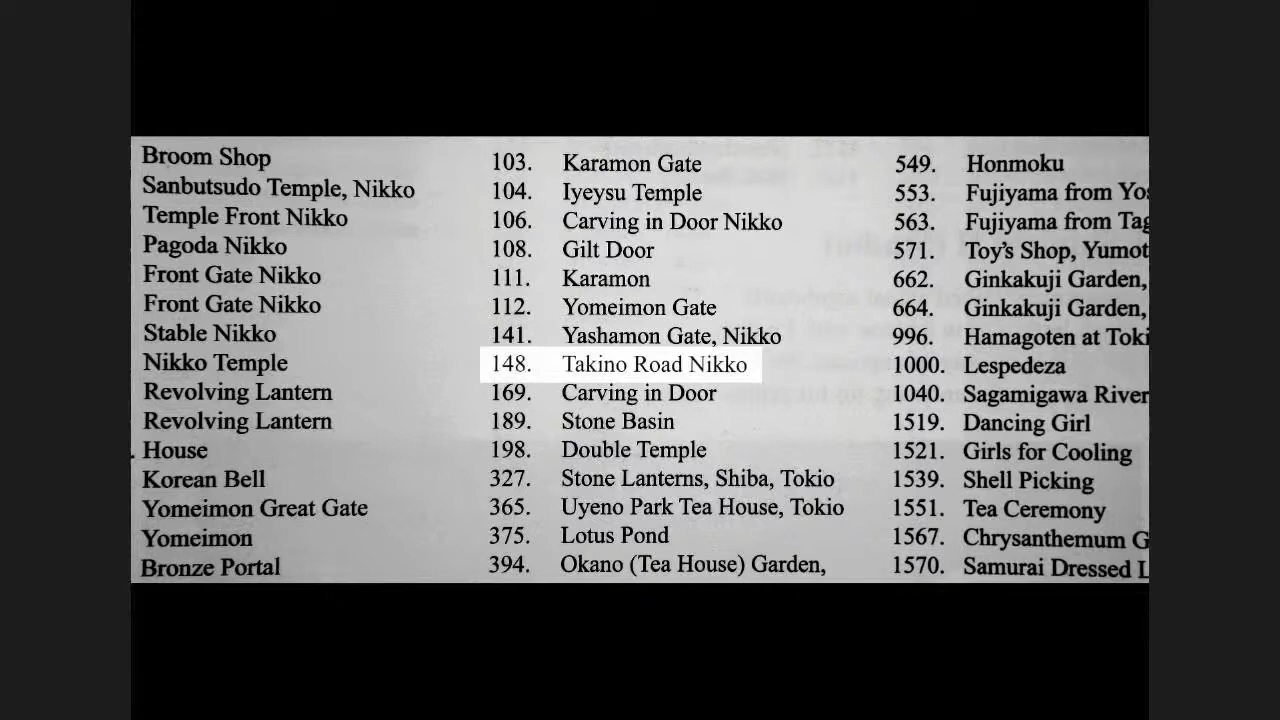 Broom Shop
Sanbutsudo Temple, Nikko
Temple Front Nikko
Pagoda Nikko
Front Gate Nikko
Front Gate Nikko
Stable Nikko
Nikko Temple
Revolving Lantern
Revolving Lantern
. House
Korean Bell
Yomeimon Great Gate
Yomeimon
Bronze Portal
103. Karamon Gate
104. Iyeysu Temple
106. Carving in Door Nikko
108. Gilt Door
111. Karamon
112. Yomeimon Gate
141. Yashamon Gate, Nikko
148. Takino Road Nikko
169. Carving in Door
189. Stone Basin
198. Double Temple
327. Stone Lanterns, Shiba, Tokio
365. Uyeno Park Tea House, Tokio
375. Lotus Pond
394. Okano (Tea House) Garden,
549. Honmoku
553. Fujiyama from Yos
563. Fujiyama from Tag
571. Toy's Shop, Yumot
662. Ginkakuji Garden,
664. Ginkakuji Garden,
996. Hamagoten at Toki
1000. Lespedeza
1040. Sagamigawa River
1519. Dancing Girl
1521. Girls for Cooling
1539. Shell Picking
1551. Tea Ceremony
1567. Chrysanthemum G
1570. Samurai Dressed L